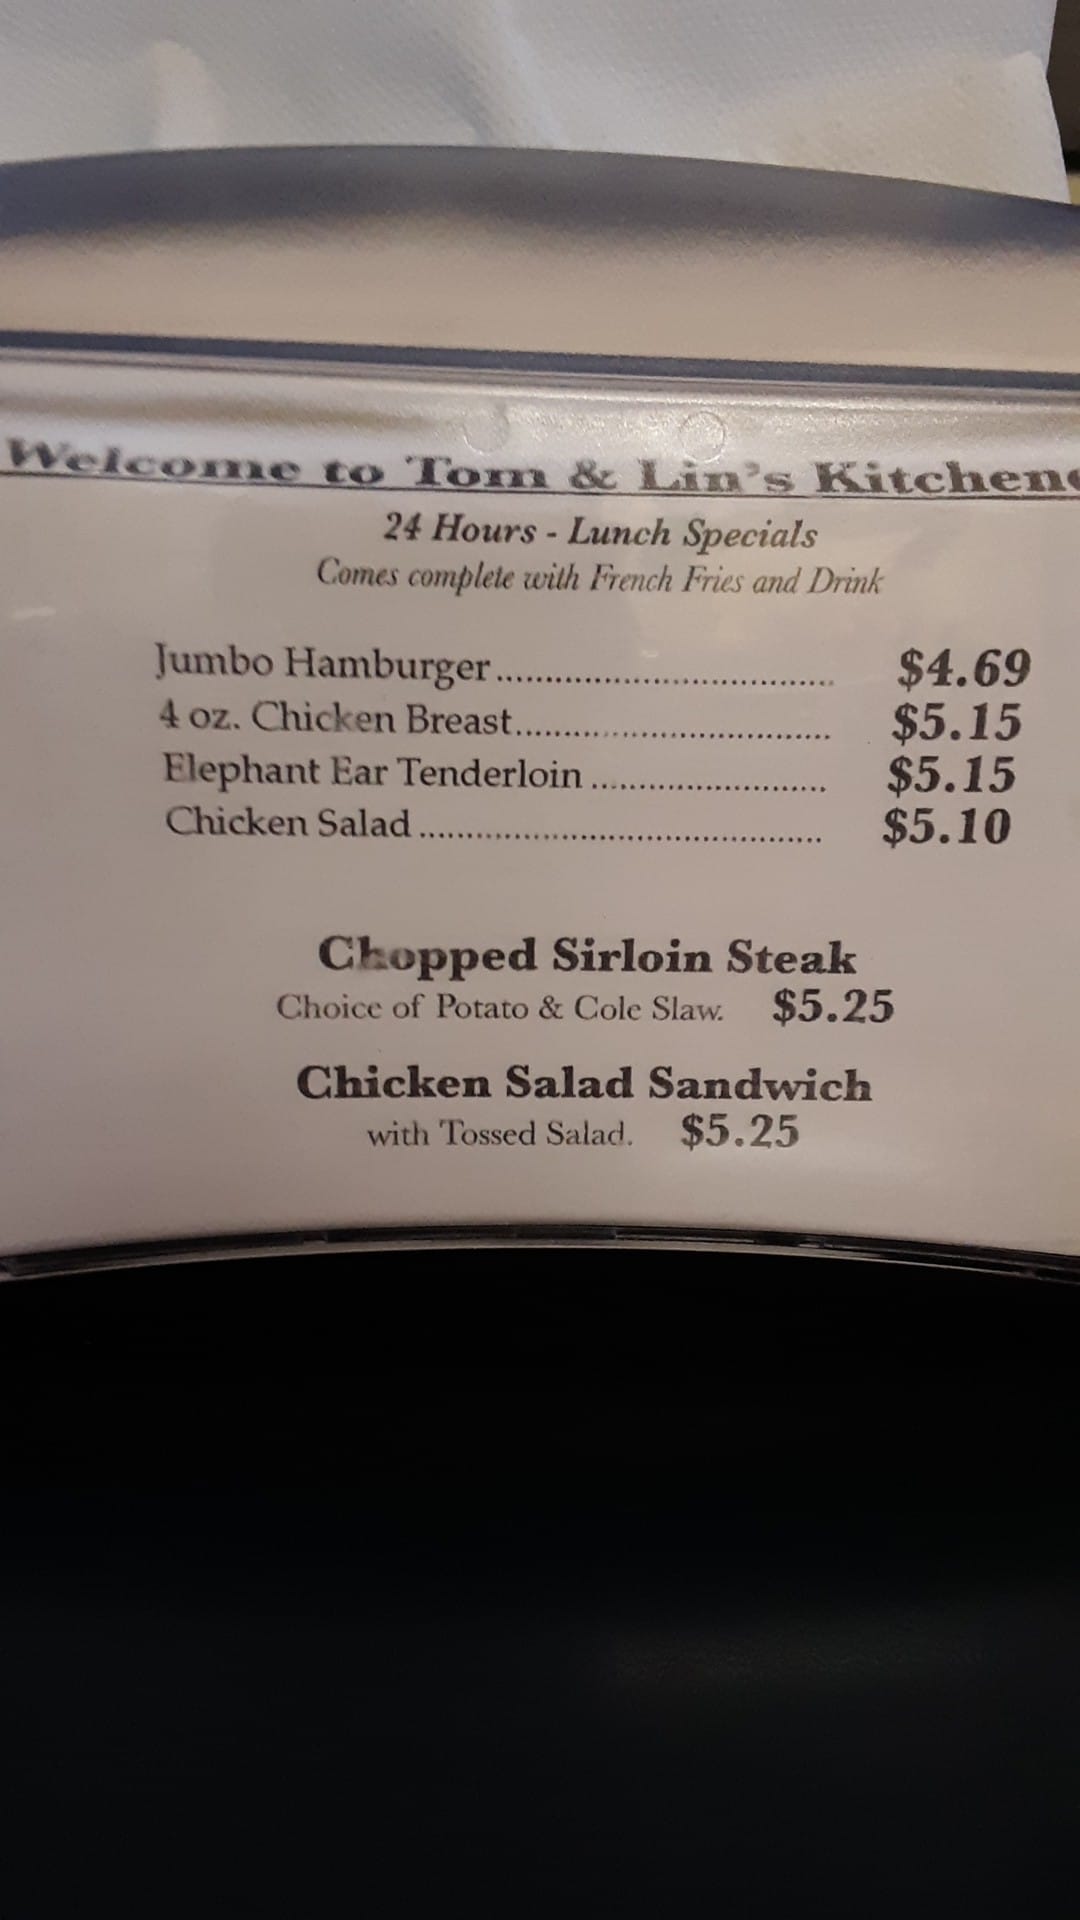 Welcome to Tom & Lin's Kitchene
24 Hours - Lunch Specials
Comes complete with French Fries and Drink
Jumbo Hamburger.................................. $4.69
4 oz. Chicken Breast................................ $5.15
Elephant Ear Tenderloin ........................ $5.15
Chicken Salad ......................................... $5.10
Chopped Sirloin Steak
Choice of Potato & Cole Slaw. $5.25
Chicken Salad Sandwich
with Tossed Salad. $5.25